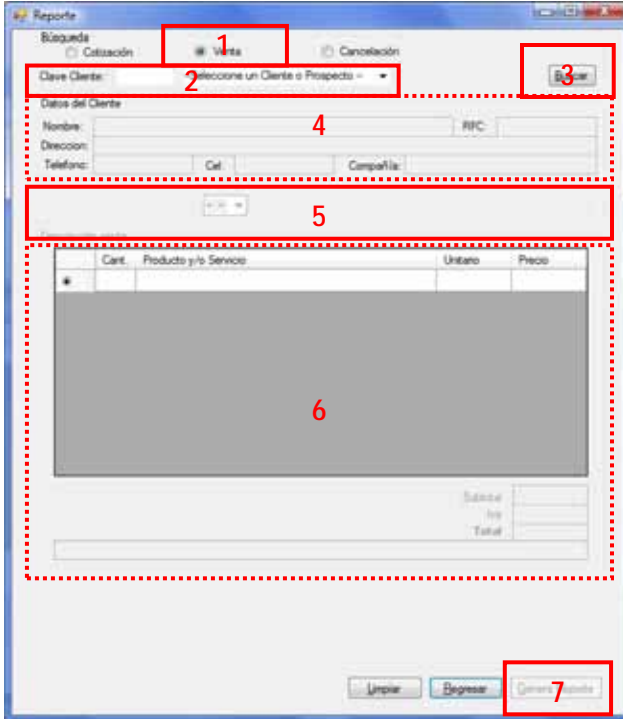 Reporte
Búsqueda
1
Cotización Venta Cancelación
Clave Cliente: 2 Seleccione un Cliente o Prospecto -- 3 Buscar
Datos del Cliente
Nombre: 4 RFC:
Direccion:
Telefono: Cel. Compañía:
5
Cant. Producto y/o Servicio Unitario Precio
6
Subtotal
Iva
Total
Limpiar Regresar Generar Reporte
7